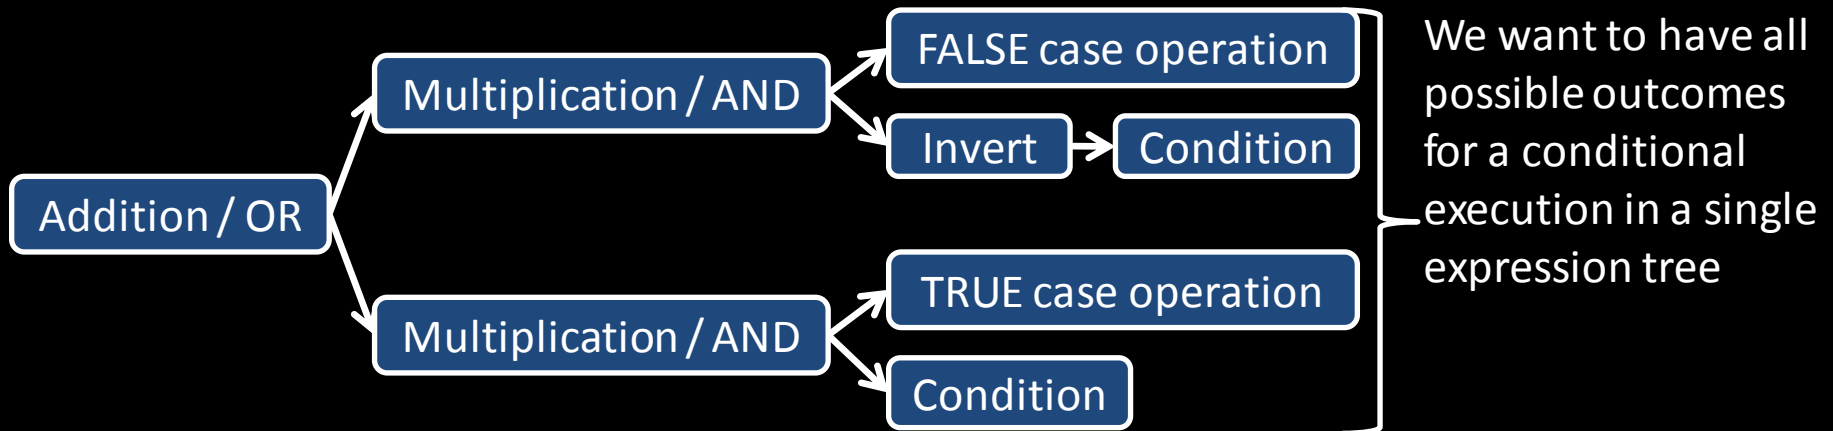 FALSE case operation
Multiplication / AND
Invert
Condition
Addition / OR
TRUE case operation
Multiplication / AND
Condition
We want to have all
possible outcomes
for a conditional
execution in a single
expression tree